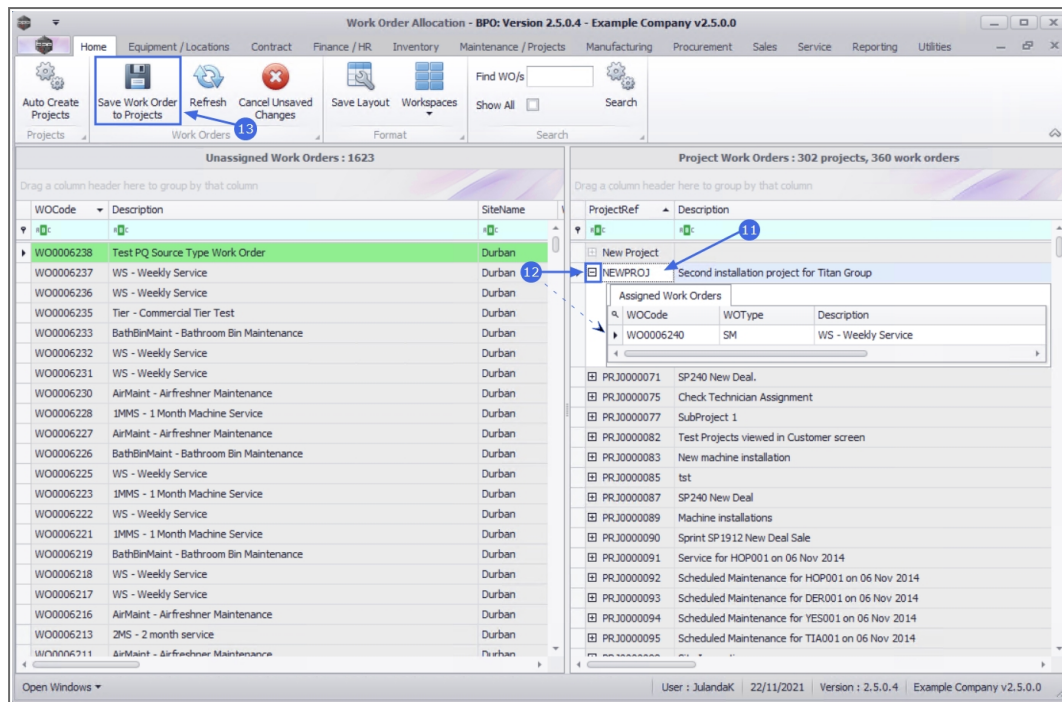 Work Order Allocation - BPO: Version 2.5.0.4 - Example Company v2.5.0.0
Home Equipment / Locations Contract Finance / HR Inventory Maintenance / Projects Manufacturing Procurement Sales Service Reporting Utilities
Auto Create Projects
Save Work Order to Projects
Refresh
Cancel Unsaved Changes
Save Layout
Workspaces
Find WO/s
Show All
Search
13
Projects Work Orders Format Search
Unassigned Work Orders : 1623
Drag a column header here to group by that column
WOCode Description SiteName
WO0006238 Test PQ Source Type Work Order Durban
WO0006237 WS - Weekly Service Durban
WO0006236 WS - Weekly Service Durban
WO0006235 Tier - Commercial Tier Test Durban
WO0006233 BathBinMaint - Bathroom Bin Maintenance Durban
WO0006232 WS - Weekly Service Durban
WO0006231 WS - Weekly Service Durban
WO0006230 AirMaint - Airfreshner Maintenance Durban
WO0006228 1MMS - 1 Month Machine Service Durban
WO0006227 AirMaint - Airfreshner Maintenance Durban
WO0006226 BathBinMaint - Bathroom Bin Maintenance Durban
WO0006225 WS - Weekly Service Durban
WO0006223 1MMS - 1 Month Machine Service Durban
WO0006222 WS - Weekly Service Durban
WO0006221 1MMS - 1 Month Machine Service Durban
WO0006219 BathBinMaint - Bathroom Bin Maintenance Durban
WO0006218 WS - Weekly Service Durban
WO0006217 WS - Weekly Service Durban
WO0006216 AirMaint - Airfreshner Maintenance Durban
WO0006213 2MS - 2 month service Durban
WO0006211 AirMaint - Airfreshner Maintenance Durban
Project Work Orders : 302 projects, 360 work orders
Drag a column header here to group by that column
ProjectRef Description
11
New Project
12
NEWPROJ Second installation project for Titan Group
Assigned Work Orders
WOCode WOType Description
WO0006240 SM WS - Weekly Service
PRJ0000071 SP240 New Deal.
PRJ0000075 Check Technician Assignment
PRJ0000077 SubProject 1
PRJ0000082 Test Projects viewed in Customer screen
PRJ0000083 New machine installation
PRJ0000085 tst
PRJ0000087 SP240 New Deal
PRJ0000089 Machine installations
PRJ0000090 Sprint SP1912 New Deal Sale
PRJ0000091 Service for HOP001 on 06 Nov 2014
PRJ0000092 Scheduled Maintenance for HOP001 on 06 Nov 2014
PRJ0000093 Scheduled Maintenance for DER001 on 06 Nov 2014
PRJ0000094 Scheduled Maintenance for YES001 on 06 Nov 2014
PRJ0000095 Scheduled Maintenance for TIA001 on 06 Nov 2014
Open Windows User : JulandaK 22/11/2021 Version : 2.5.0.4 Example Company v2.5.0.0